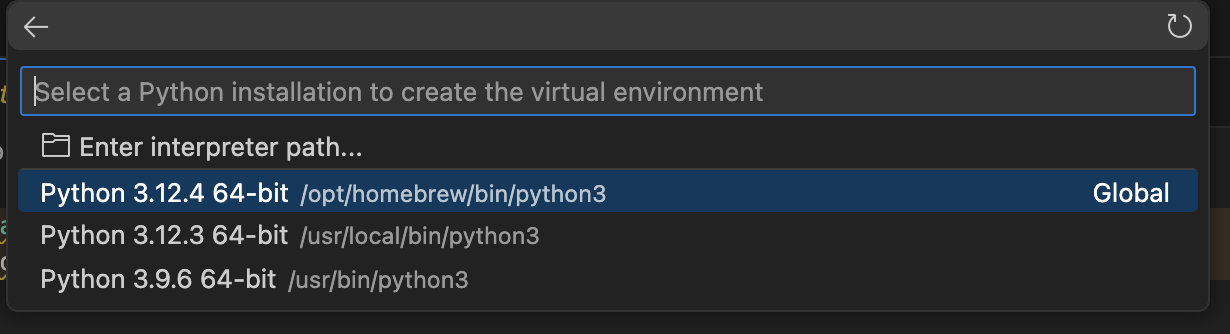 Select a Python installation to create the virtual environment
Enter interpreter path...
Python 3.12.4 64-bit /opt/homebrew/bin/python3 Global
Python 3.12.3 64-bit /usr/local/bin/python3
Python 3.9.6 64-bit /usr/bin/python3